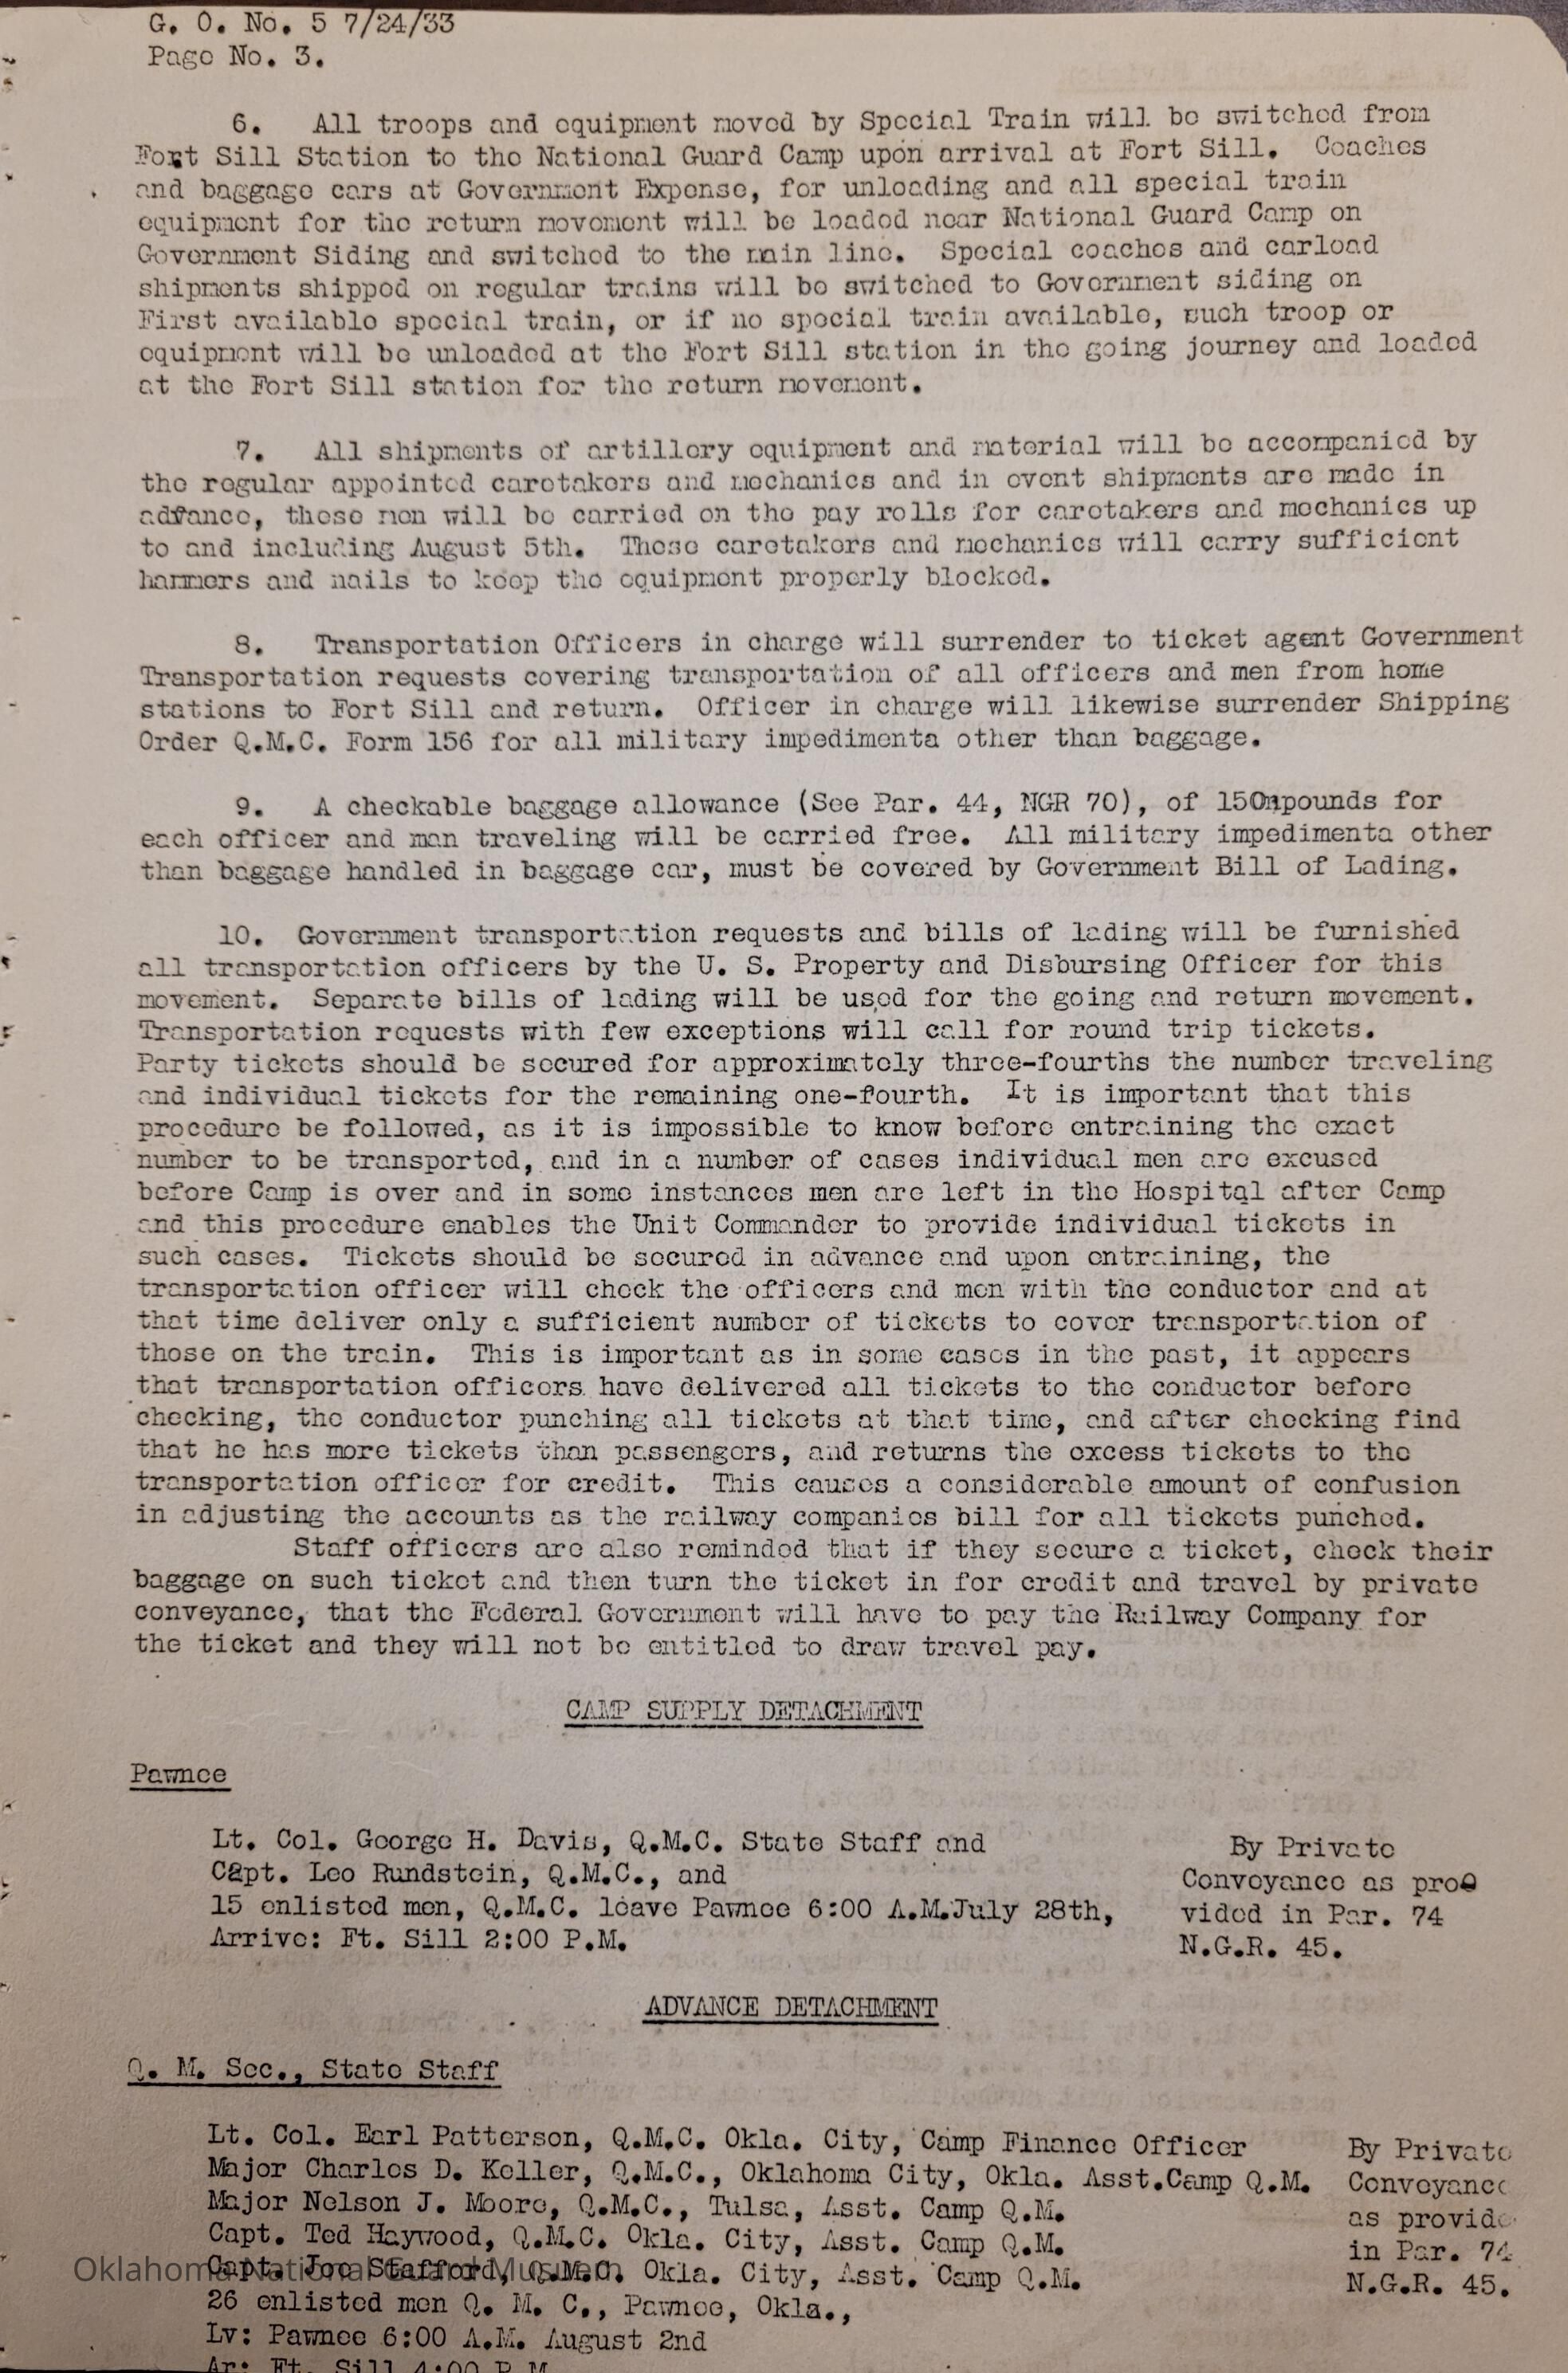 G. O. No. 5 7/24/33
Page No. 3.
6. All troops and equipment moved by Special Train will be switched from
Fort Sill Station to the National Guard Camp upon arrival at Fort Sill. Coaches
and baggage cars at Government Expense, for unloading and all special train
equipment for the return movement will be loaded near National Guard Camp on
Government Siding and switched to the main line. Special coaches and carload
shipments shipped on regular trains will be switched to Government siding on
First available special train, or if no special train available, such troop or
equipment will be unloaded at the Fort Sill station in the going journey and loaded
at the Fort Sill station for the return movement.
7. All shipments of artillery equipment and material will be accompanied by
the regular appointed caretakers and mechanics and in event shipments are made in
advance, these men will be carried on the pay rolls for caretakers and mechanics up
to and including August 5th. These caretakers and mechanics will carry sufficient
hammers and nails to keep the equipment properly blocked.
8. Transportation Officers in charge will surrender to ticket agent Government
Transportation requests covering transportation of all officers and men from home
stations to Fort Sill and return. Officer in charge will likewise surrender Shipping
Order Q.M.C. Form 156 for all military impedimenta other than baggage.
9. A checkable baggage allowance (See Par. 44, NGR 70), of 150npounds for
each officer and man traveling will be carried free. All military impedimenta other
than baggage handled in baggage car, must be covered by Government Bill of Lading.
10. Government transportation requests and bills of lading will be furnished
all transportation officers by the U. S. Property and Disbursing Officer for this
movement. Separate bills of lading will be used for the going and return movement.
Transportation requests with few exceptions will call for round trip tickets.
Party tickets should be secured for approximately three-fourths the number traveling
and individual tickets for the remaining one-fourth. It is important that this
procedure be followed, as it is impossible to know before entraining the exact
number to be transported, and in a number of cases individual men are excused
before Camp is over and in some instances men are left in the Hospital after Camp
and this procedure enables the Unit Commander to provide individual tickets in
such cases. Tickets should be secured in advance and upon entraining, the
transportation officer will check the officers and men with the conductor and at
that time deliver only a sufficient number of tickets to cover transportation of
those on the train. This is important as in some cases in the past, it appears
that transportation officers have delivered all tickets to the conductor before
checking, the conductor punching all tickets at that time, and after checking find
that he has more tickets than passengers, and returns the excess tickets to the
transportation officer for credit. This causes a considerable amount of confusion
in adjusting the accounts as the railway companies bill for all tickets punched.
Staff officers are also reminded that if they secure a ticket, check their
baggage on such ticket and then turn the ticket in for credit and travel by private
conveyance, that the Federal Government will have to pay the Railway Company for
the ticket and they will not be entitled to draw travel pay.
CAMP SUPPLY DETACHMENT
Pawnee
Lt. Col. George H. Davis, Q.M.C. State Staff and By Private
Capt. Leo Rundstein, Q.M.C., and Conveyance as pro-
15 enlisted men, Q.M.C. leave Pawnee 6:00 A.M.July 28th, vided in Par. 74
Arrive: Ft. Sill 2:00 P.M. N.G.R. 45.
ADVANCE DETACHMENT
Q. M. Sec., State Staff
Lt. Col. Earl Patterson, Q.M.C. Okla. City, Camp Finance Officer By Private
Major Charles D. Keller, Q.M.C., Oklahoma City, Okla. Asst.Camp Q.M. Conveyance
Major Nelson J. Moore, Q.M.C., Tulsa, Asst. Camp Q.M. as provide
Capt. Ted Haywood, Q.M.C. Okla. City, Asst. Camp Q.M. in Par. 74
Capt. Joe Stafford, Q.M.C. Okla. City, Asst. Camp Q.M. N.G.R. 45.
26 enlisted men Q. M. C., Pawnee, Okla.,
Lv: Pawnee 6:00 A.M. August 2nd
Ar: Ft. Sill 4:00 P.M.
Oklahoma National Guard Museum